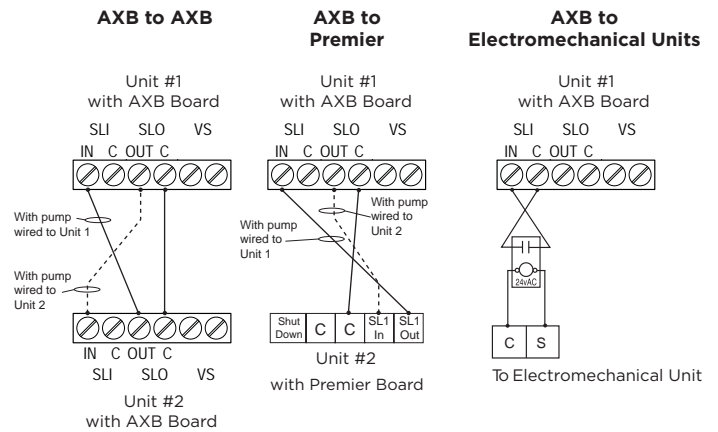 AXB to AXB
Unit #1
with AXB Board
SLI SLO VS
IN C OUT C
With pump
wired to Unit 1
With pump
wired to
Unit 2
IN C OUT C
SLI SLO VS
Unit #2
with AXB Board
AXB to
Premier
Unit #1
with AXB Board
SLI SLO VS
IN C OUT C
With pump
wired to
Unit 2
With pump
wired to
Unit 1
Shut
Down
C
C
SL1
In
SL1
Out
Unit #2
with Premier Board
AXB to
Electromechanical Units
Unit #1
with AXB Board
SLI SLO VS
IN C OUT C
24vAC
C S
To Electromechanical Unit